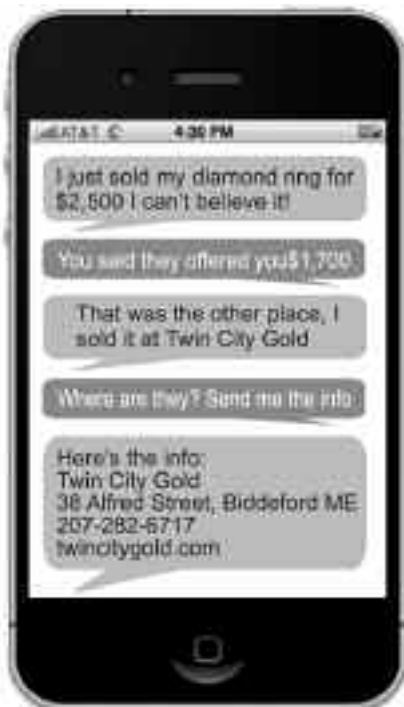 AT&T
4:30 PM
I just sold my diamond ring for
$2,500 I can't believe it!
You said they offered you$1,700
That was the other place, I
sold it at Twin City Gold
Where are they? Send me the info
Here's the info:
Twin City Gold
38 Alfred Street, Biddeford ME
207-282-6717
twincitygold.com